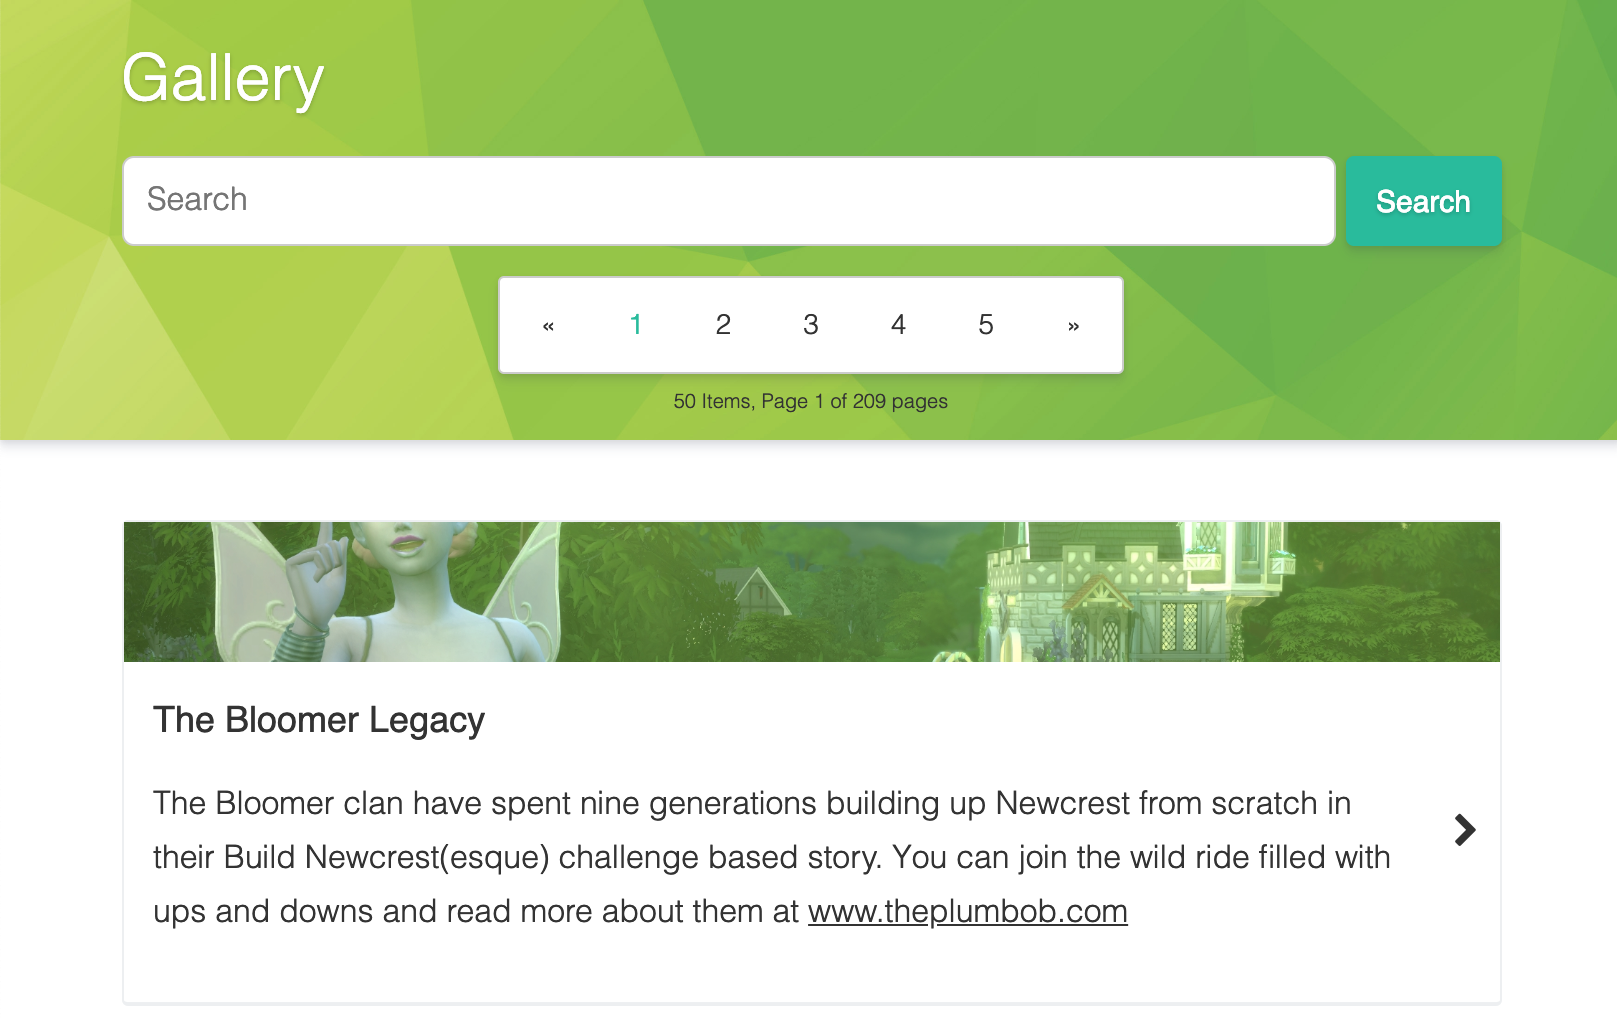 Gallery
Search
Search
« 1 2 3 4 5 »
50 Items, Page 1 of 209 pages
The Bloomer Legacy
The Bloomer clan have spent nine generations building up Newcrest from scratch in
their Build Newcrest(esque) challenge based story. You can join the wild ride filled with
ups and downs and read more about them at www.theplumbob.com